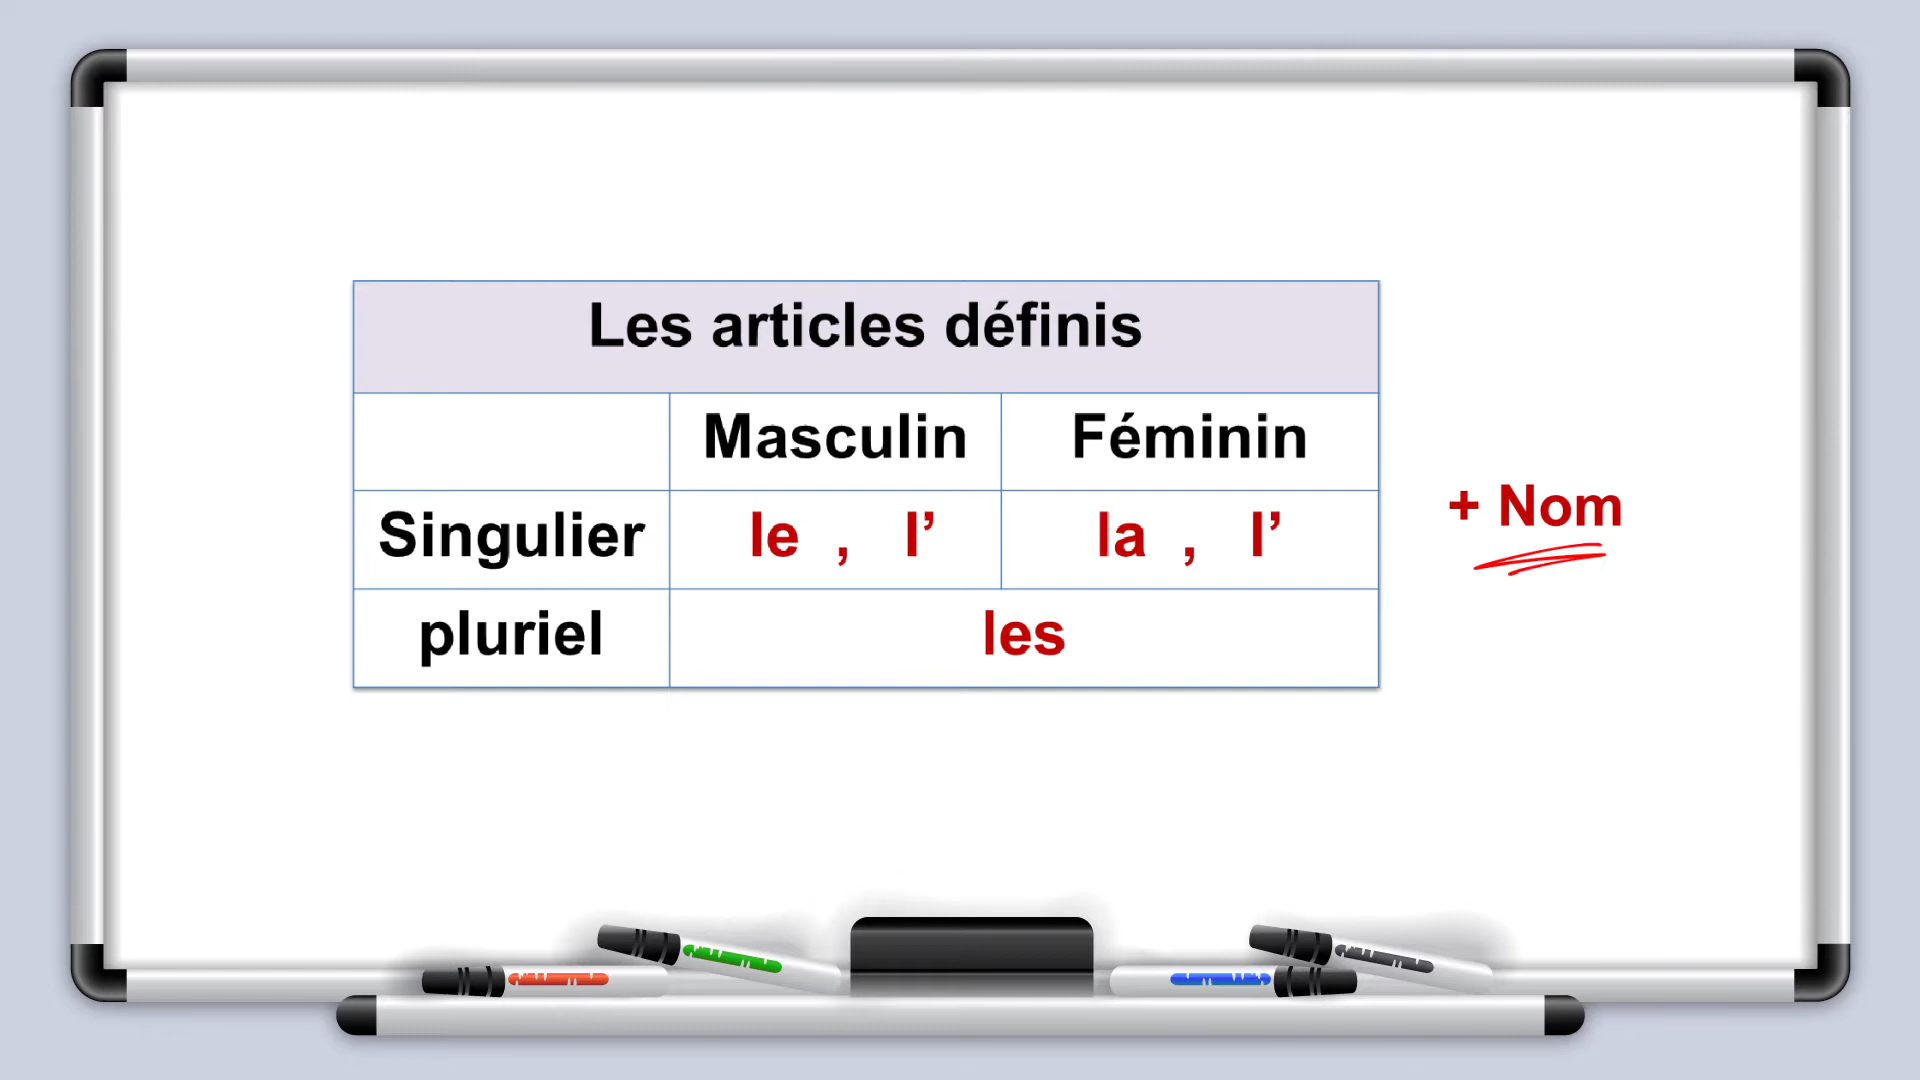 Les articles définis
Masculin Féminin
Singulier le , l’ la , l’
pluriel les
+ Nom